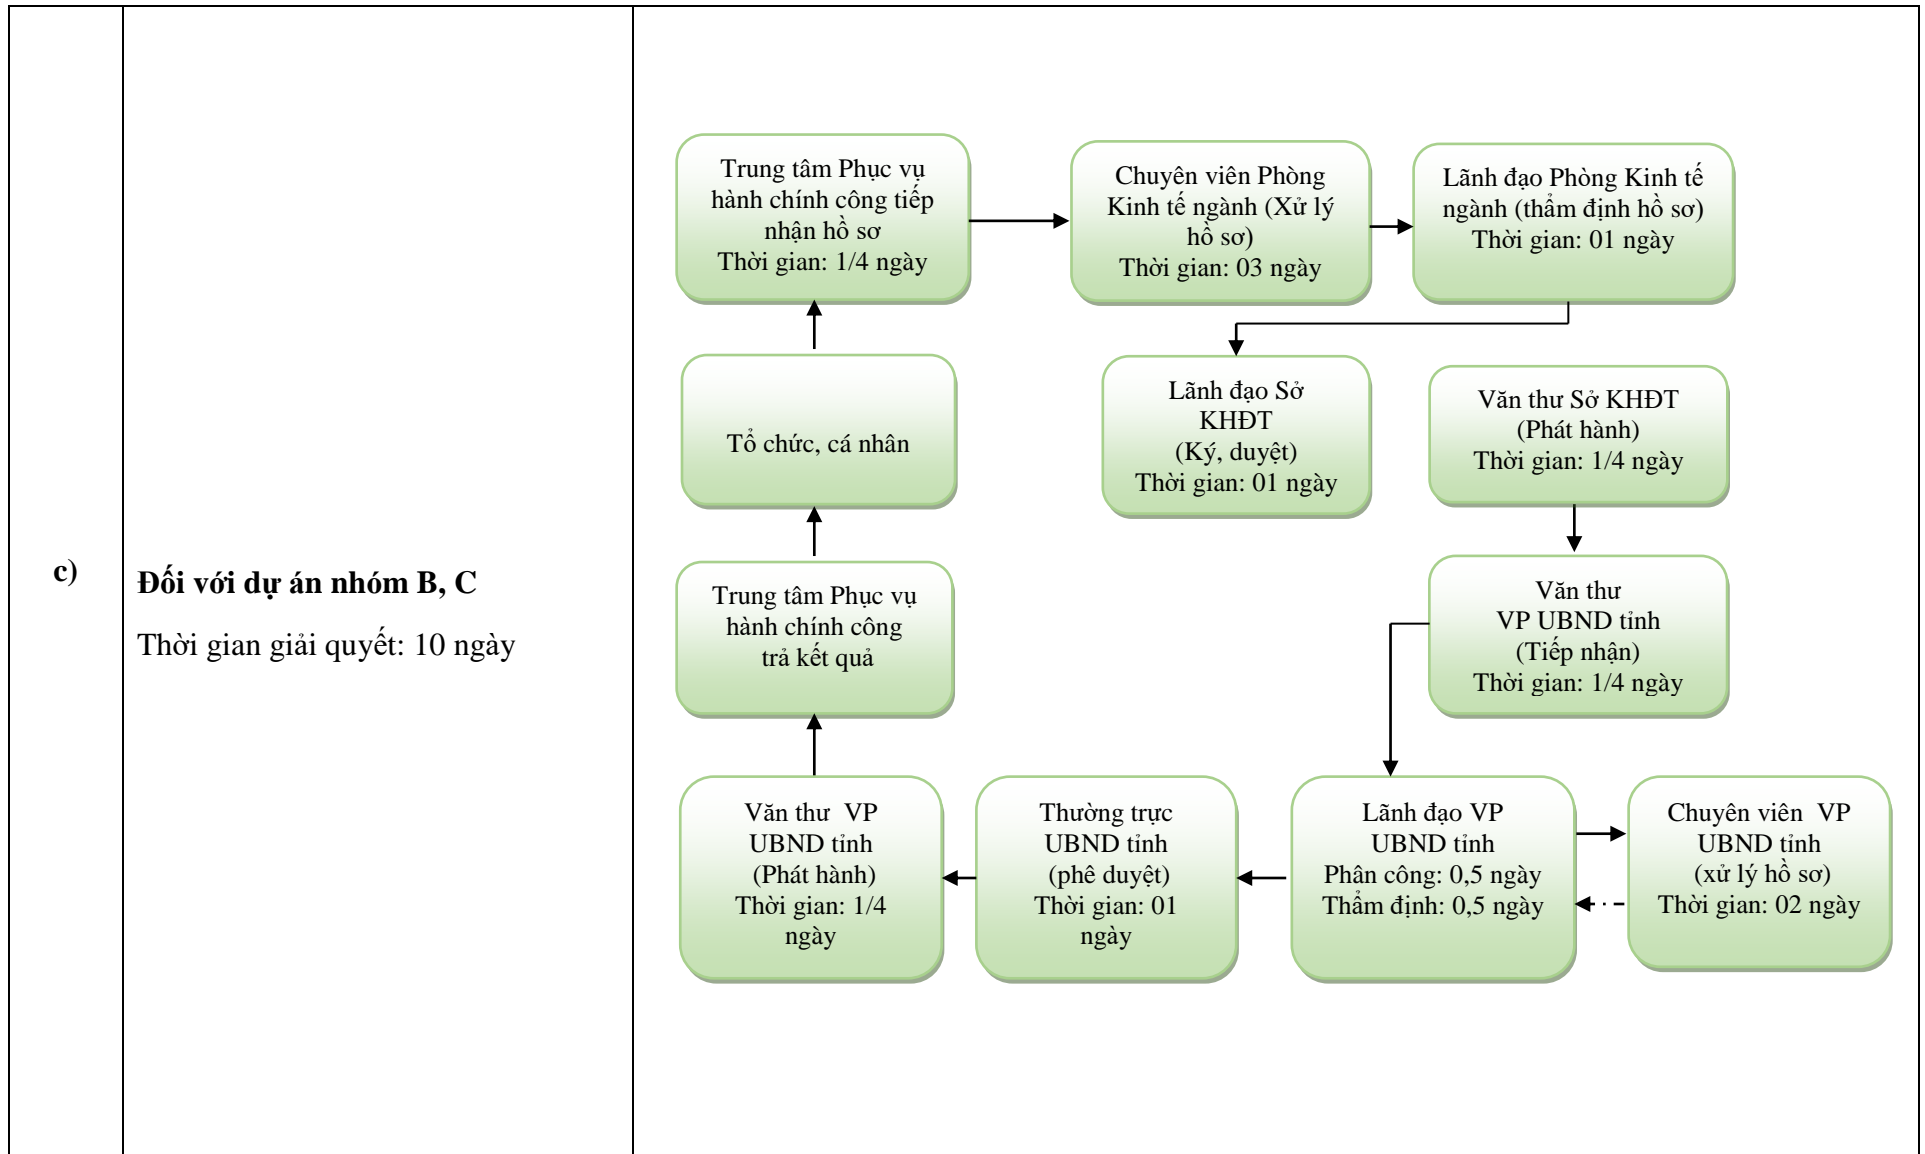 c)
Đối với dự án nhóm B, C
Thời gian giải quyết: 10 ngày
Trung tâm Phục vụ
hành chính công tiếp
nhận hồ sơ
Thời gian: 1/4 ngày
Chuyên viên Phòng
Kinh tế ngành (Xử lý
hồ sơ)
Thời gian: 03 ngày
Lãnh đạo Phòng Kinh tế
ngành (thẩm định hồ sơ)
Thời gian: 01 ngày
Tổ chức, cá nhân
Lãnh đạo Sở
KHĐT
(Ký, duyệt)
Thời gian: 01 ngày
Văn thư Sở KHĐT
(Phát hành)
Thời gian: 1/4 ngày
Trung tâm Phục vụ
hành chính công
trả kết quả
Văn thư
VP UBND tỉnh
(Tiếp nhận)
Thời gian: 1/4 ngày
Văn thư VP
UBND tỉnh
(Phát hành)
Thời gian: 1/4
ngày
Thường trực
UBND tỉnh
(phê duyệt)
Thời gian: 01
ngày
Lãnh đạo VP
UBND tỉnh
Phân công: 0,5 ngày
Thẩm định: 0,5 ngày
Chuyên viên VP
UBND tỉnh
(xử lý hồ sơ)
Thời gian: 02 ngày